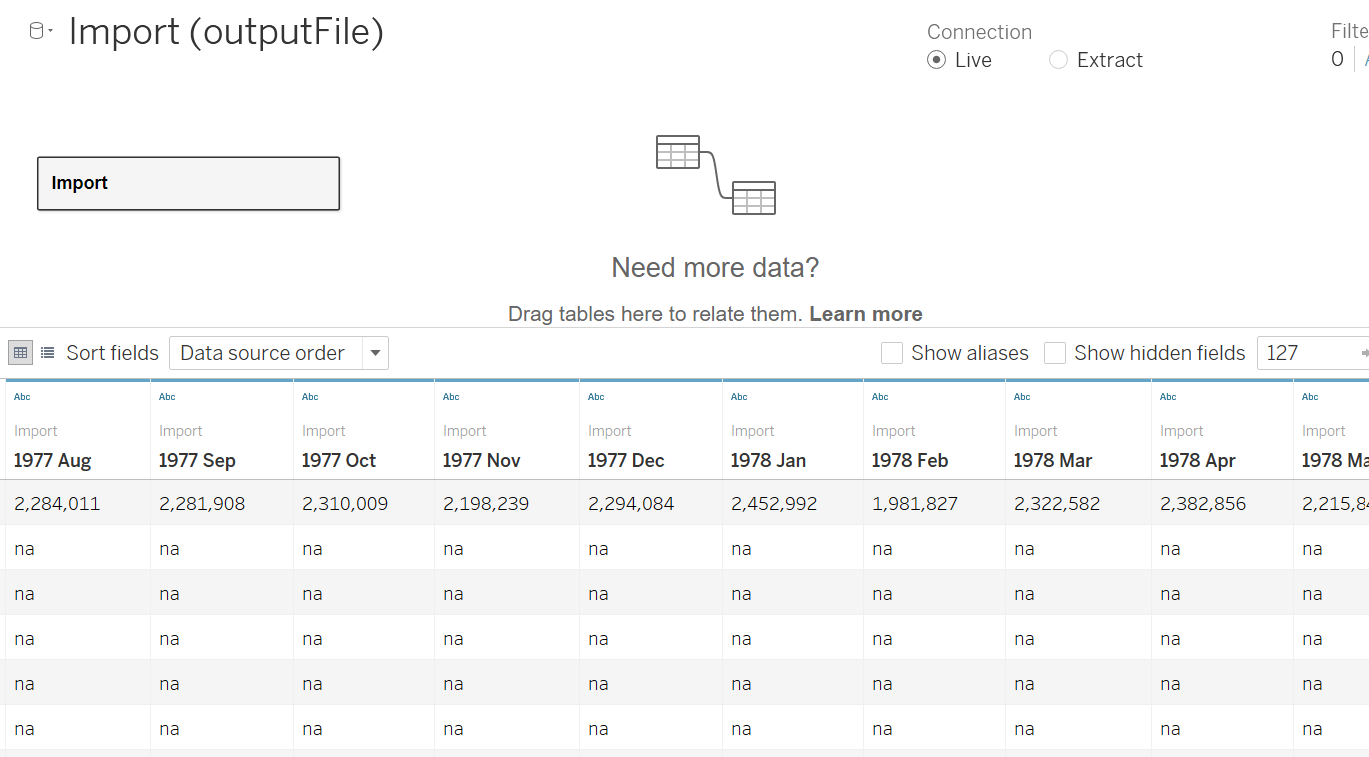 Import (outputFile)
Connection
Live
Extract
0
Import
Need more data?
Drag tables here to relate them. Learn more
Sort fields
Data source order
Show aliases
Show hidden fields
127
Abc Abc Abc Abc Abc Abc Abc Abc Abc Abc
Import Import Import Import Import Import Import Import Import Import
1977 Aug 1977 Sep 1977 Oct 1977 Nov 1977 Dec 1978 Jan 1978 Feb 1978 Mar 1978 Apr 1978
2,284,011 2,281,908 2,310,009 2,198,239 2,294,084 2,452,992 1,981,827 2,322,582 2,382,856
na na na na na na na na na na
na na na na na na na na na na
na na na na na na na na na na
na na na na na na na na na na
na na na na na na na na na na